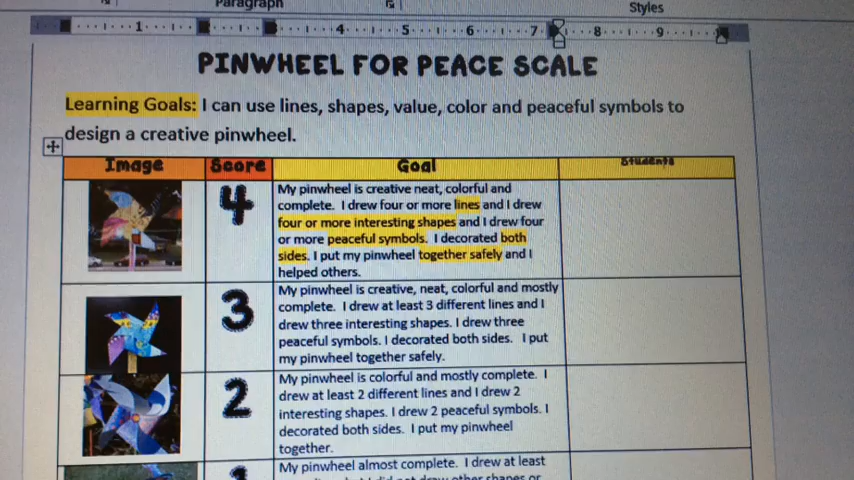 Paragraph
Styles
1 4 5 6 7 8 9
PINWHEEL FOR PEACE SCALE
Learning Goals: I can use lines, shapes, value, color and peaceful symbols to
design a creative pinwheel.
Image Score Goal Students
4
My pinwheel is creative neat, colorful and
complete. I drew four or more lines and I drew
four or more interesting shapes and I drew four
or more peaceful symbols. I decorated both
sides. I put my pinwheel together safely and I
helped others.
3
My pinwheel is creative, neat, colorful and mostly
complete. I drew at least 3 different lines and I
drew three interesting shapes. I drew three
peaceful symbols. I decorated both sides. I put
my pinwheel together safely.
2
My pinwheel is colorful and mostly complete. I
drew at least 2 different lines and I drew 2
interesting shapes. I drew 2 peaceful symbols. I
decorated both sides. I put my pinwheel
together.
My pinwheel almost complete. I drew at least